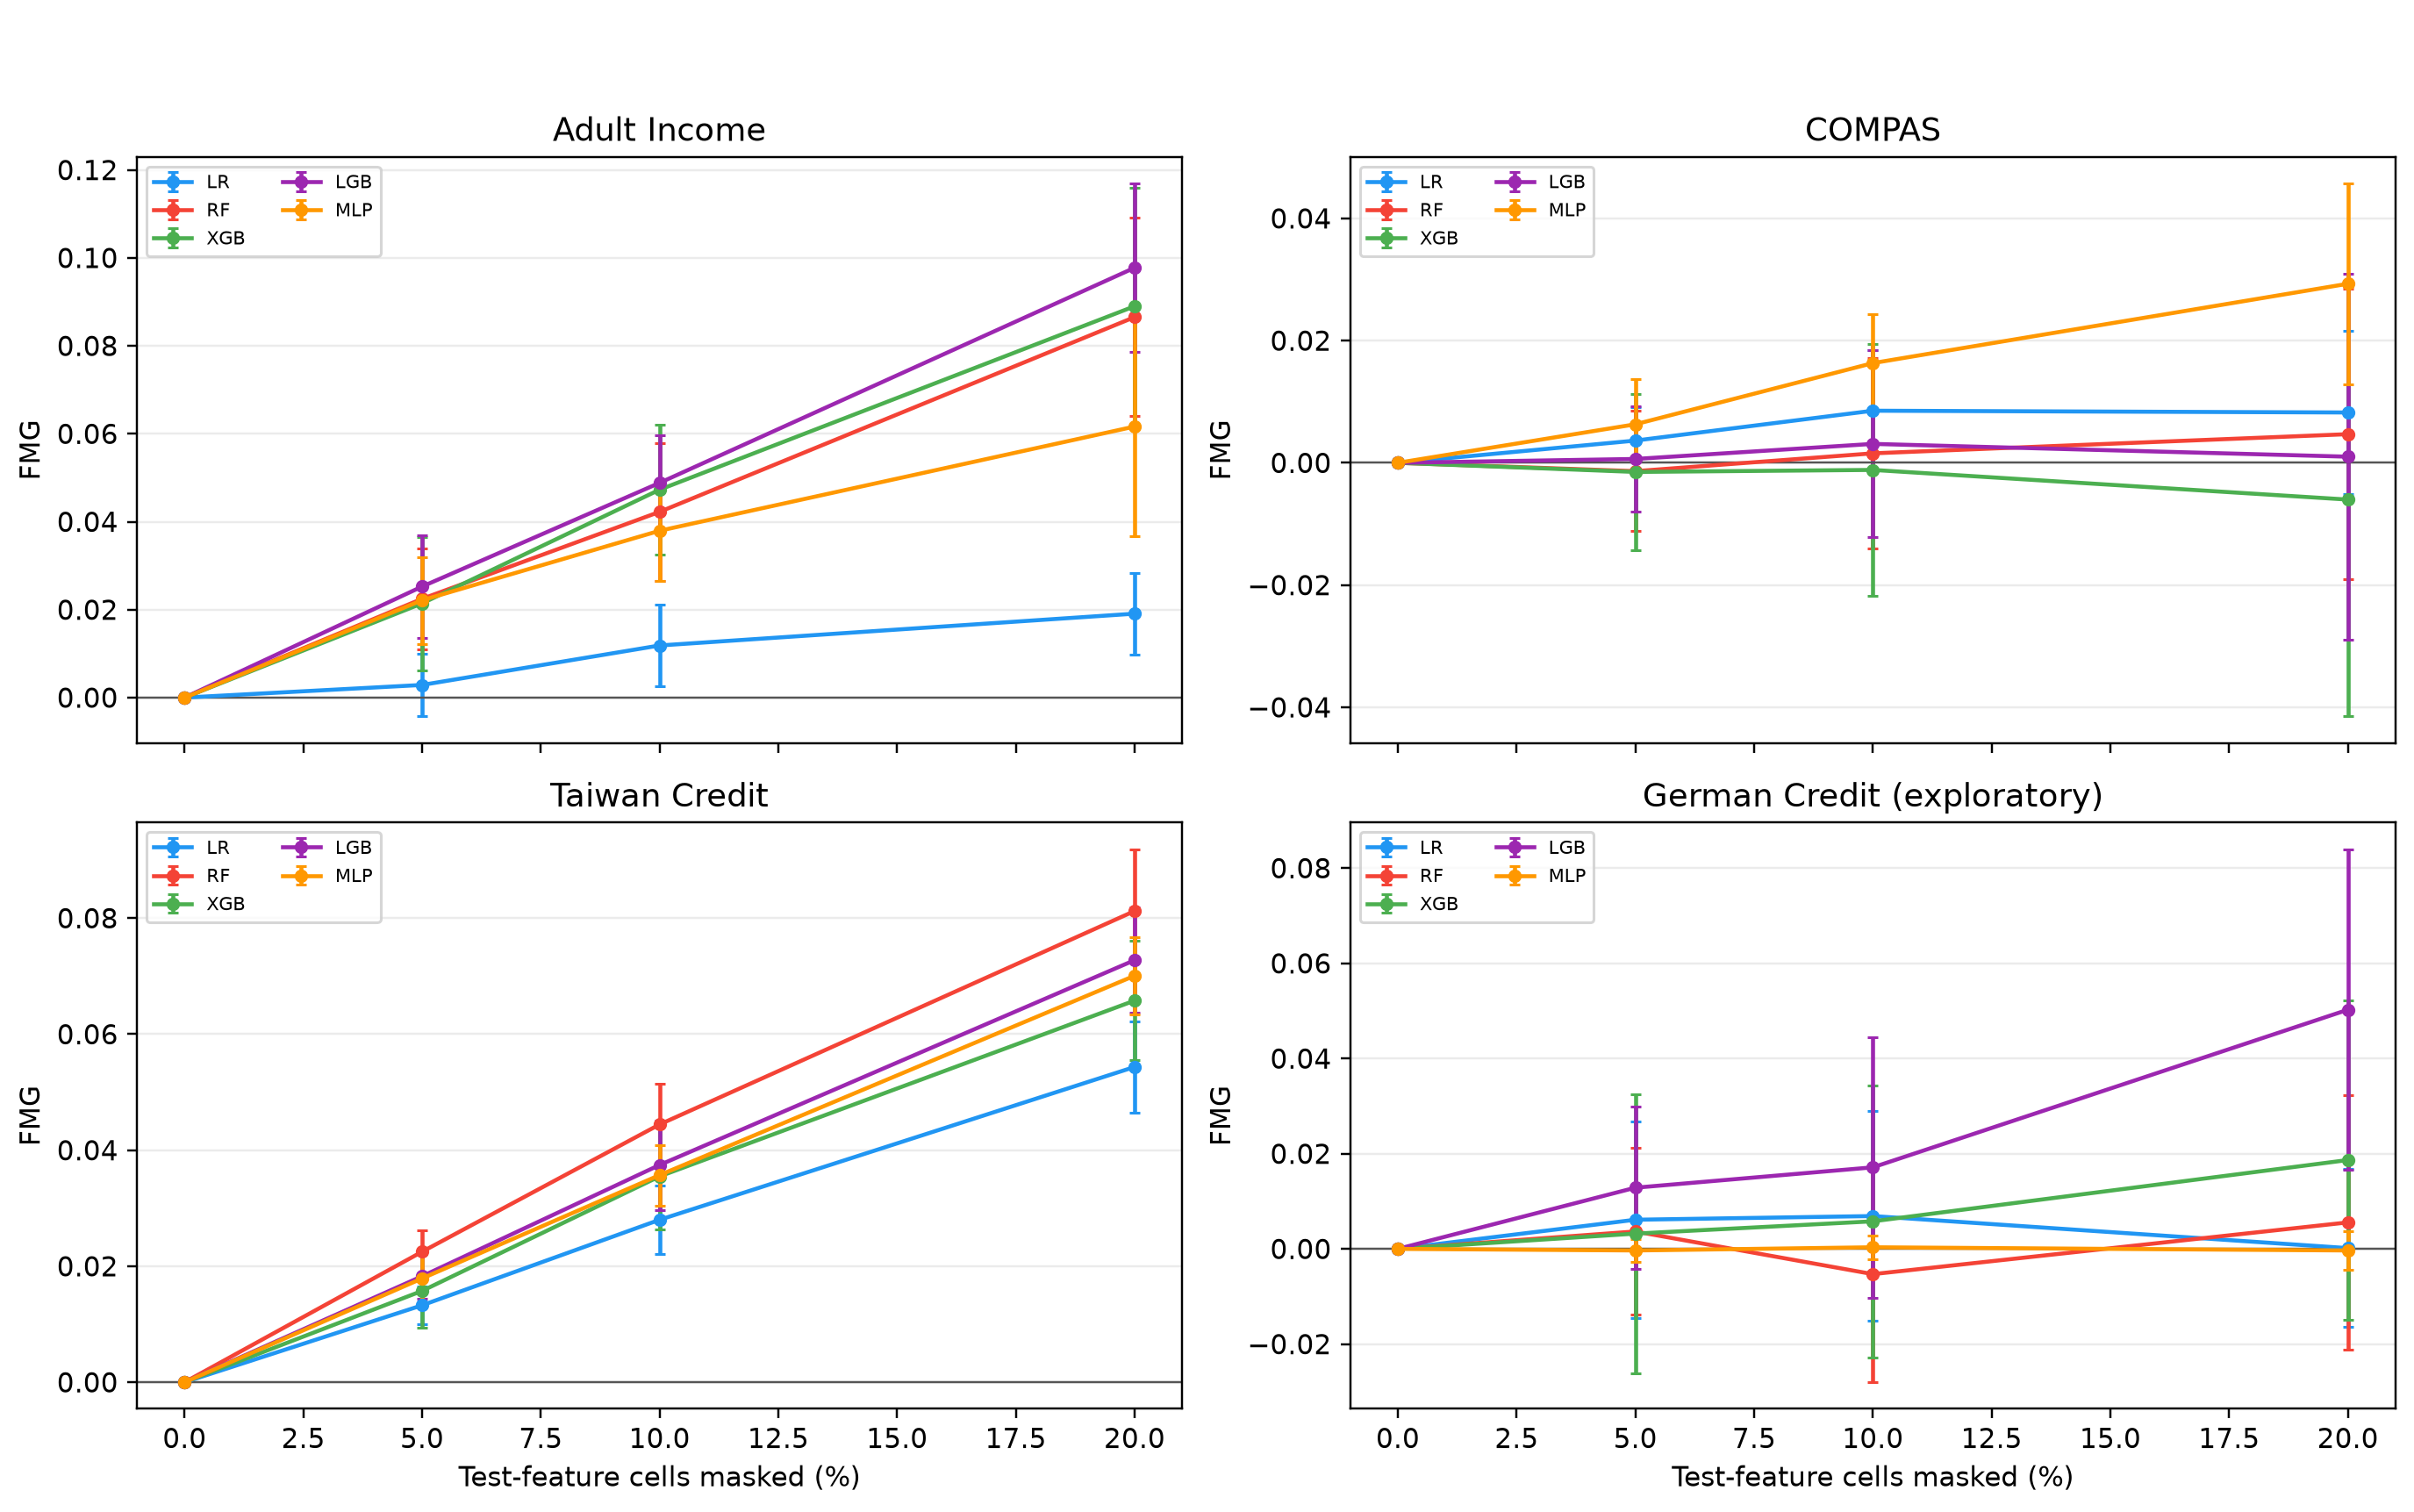 Adult Income
0.12
0.10
0.08
0.06
0.04
0.02
0.00
FMG
LR
RF
XGB
LGB
MLP
COMPAS
0.04
0.02
0.00
−0.02
−0.04
FMG
LR
RF
XGB
LGB
MLP
Taiwan Credit
0.08
0.06
0.04
0.02
0.00
FMG
LR
RF
XGB
LGB
MLP
0.0 2.5 5.0 7.5 10.0 12.5 15.0 17.5 20.0
Test-feature cells masked (%)
German Credit (exploratory)
0.08
0.06
0.04
0.02
0.00
−0.02
FMG
LR
RF
XGB
LGB
MLP
0.0 2.5 5.0 7.5 10.0 12.5 15.0 17.5 20.0
Test-feature cells masked (%)